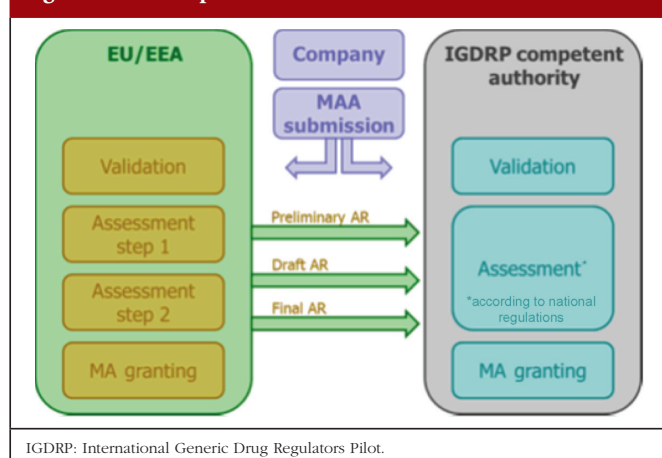 EU/EEA
Validation
Assessment
step 1
Assessment
step 2
MA granting
Company
MAA
submission
Preliminary AR
Draft AR
Final AR
IGDRP competent
authority
Validation
Assessment*
*according to national
regulations
MA granting
IGDRP: International Generic Drug Regulators Pilot.